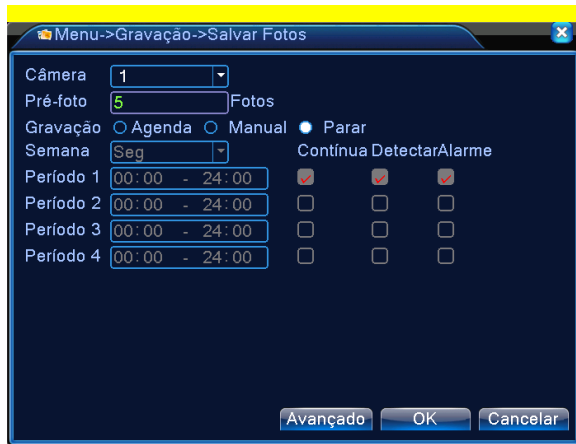 Menu->Gravação->Salvar Fotos
Câmera 1
Pré-foto 5 Fotos
Gravação Agenda Manual Parar
Semana Seg Contínua Detectar Alarme
Período 1 00:00 - 24:00
Período 2 00:00 - 24:00
Período 3 00:00 - 24:00
Período 4 00:00 - 24:00
Avançado OK Cancelar